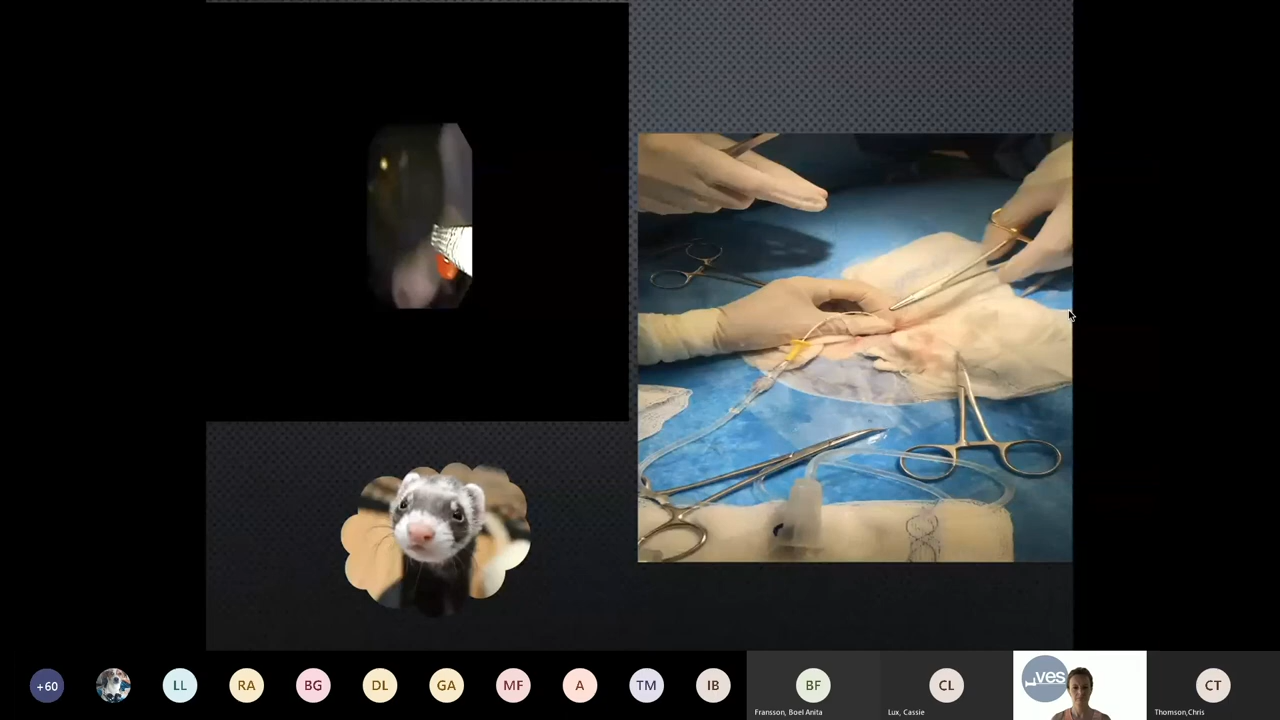 +60
LL
RA
BG
DL
GA
MF
A
TM
IB
BF
Fransson, Boel Anita
CL
Lux, Cassie
ves
CT
Thomson,Chris